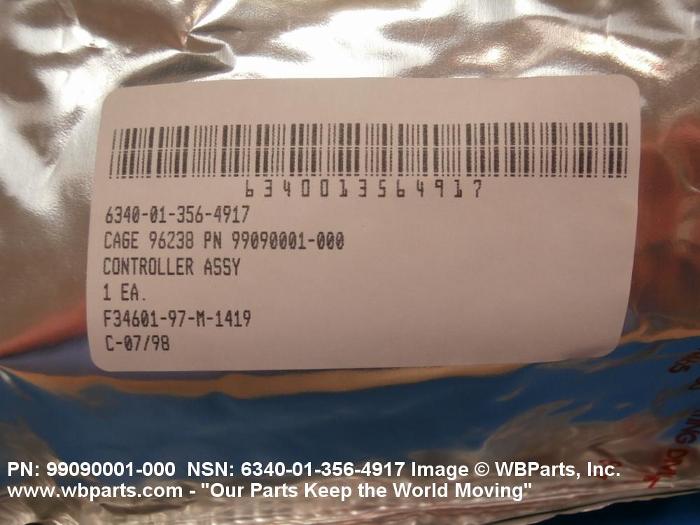 6340013564917
6340-01-356-4917
CAGE 96238 PN 99090001-000
CONTROLLER ASSY
1 EA.
F34601-97-M-1419
C-07/98
PN: 99090001-000 NSN: 6340-01-356-4917 Image © WBParts, Inc.
www.wbparts.com - "Our Parts Keep the World Moving"